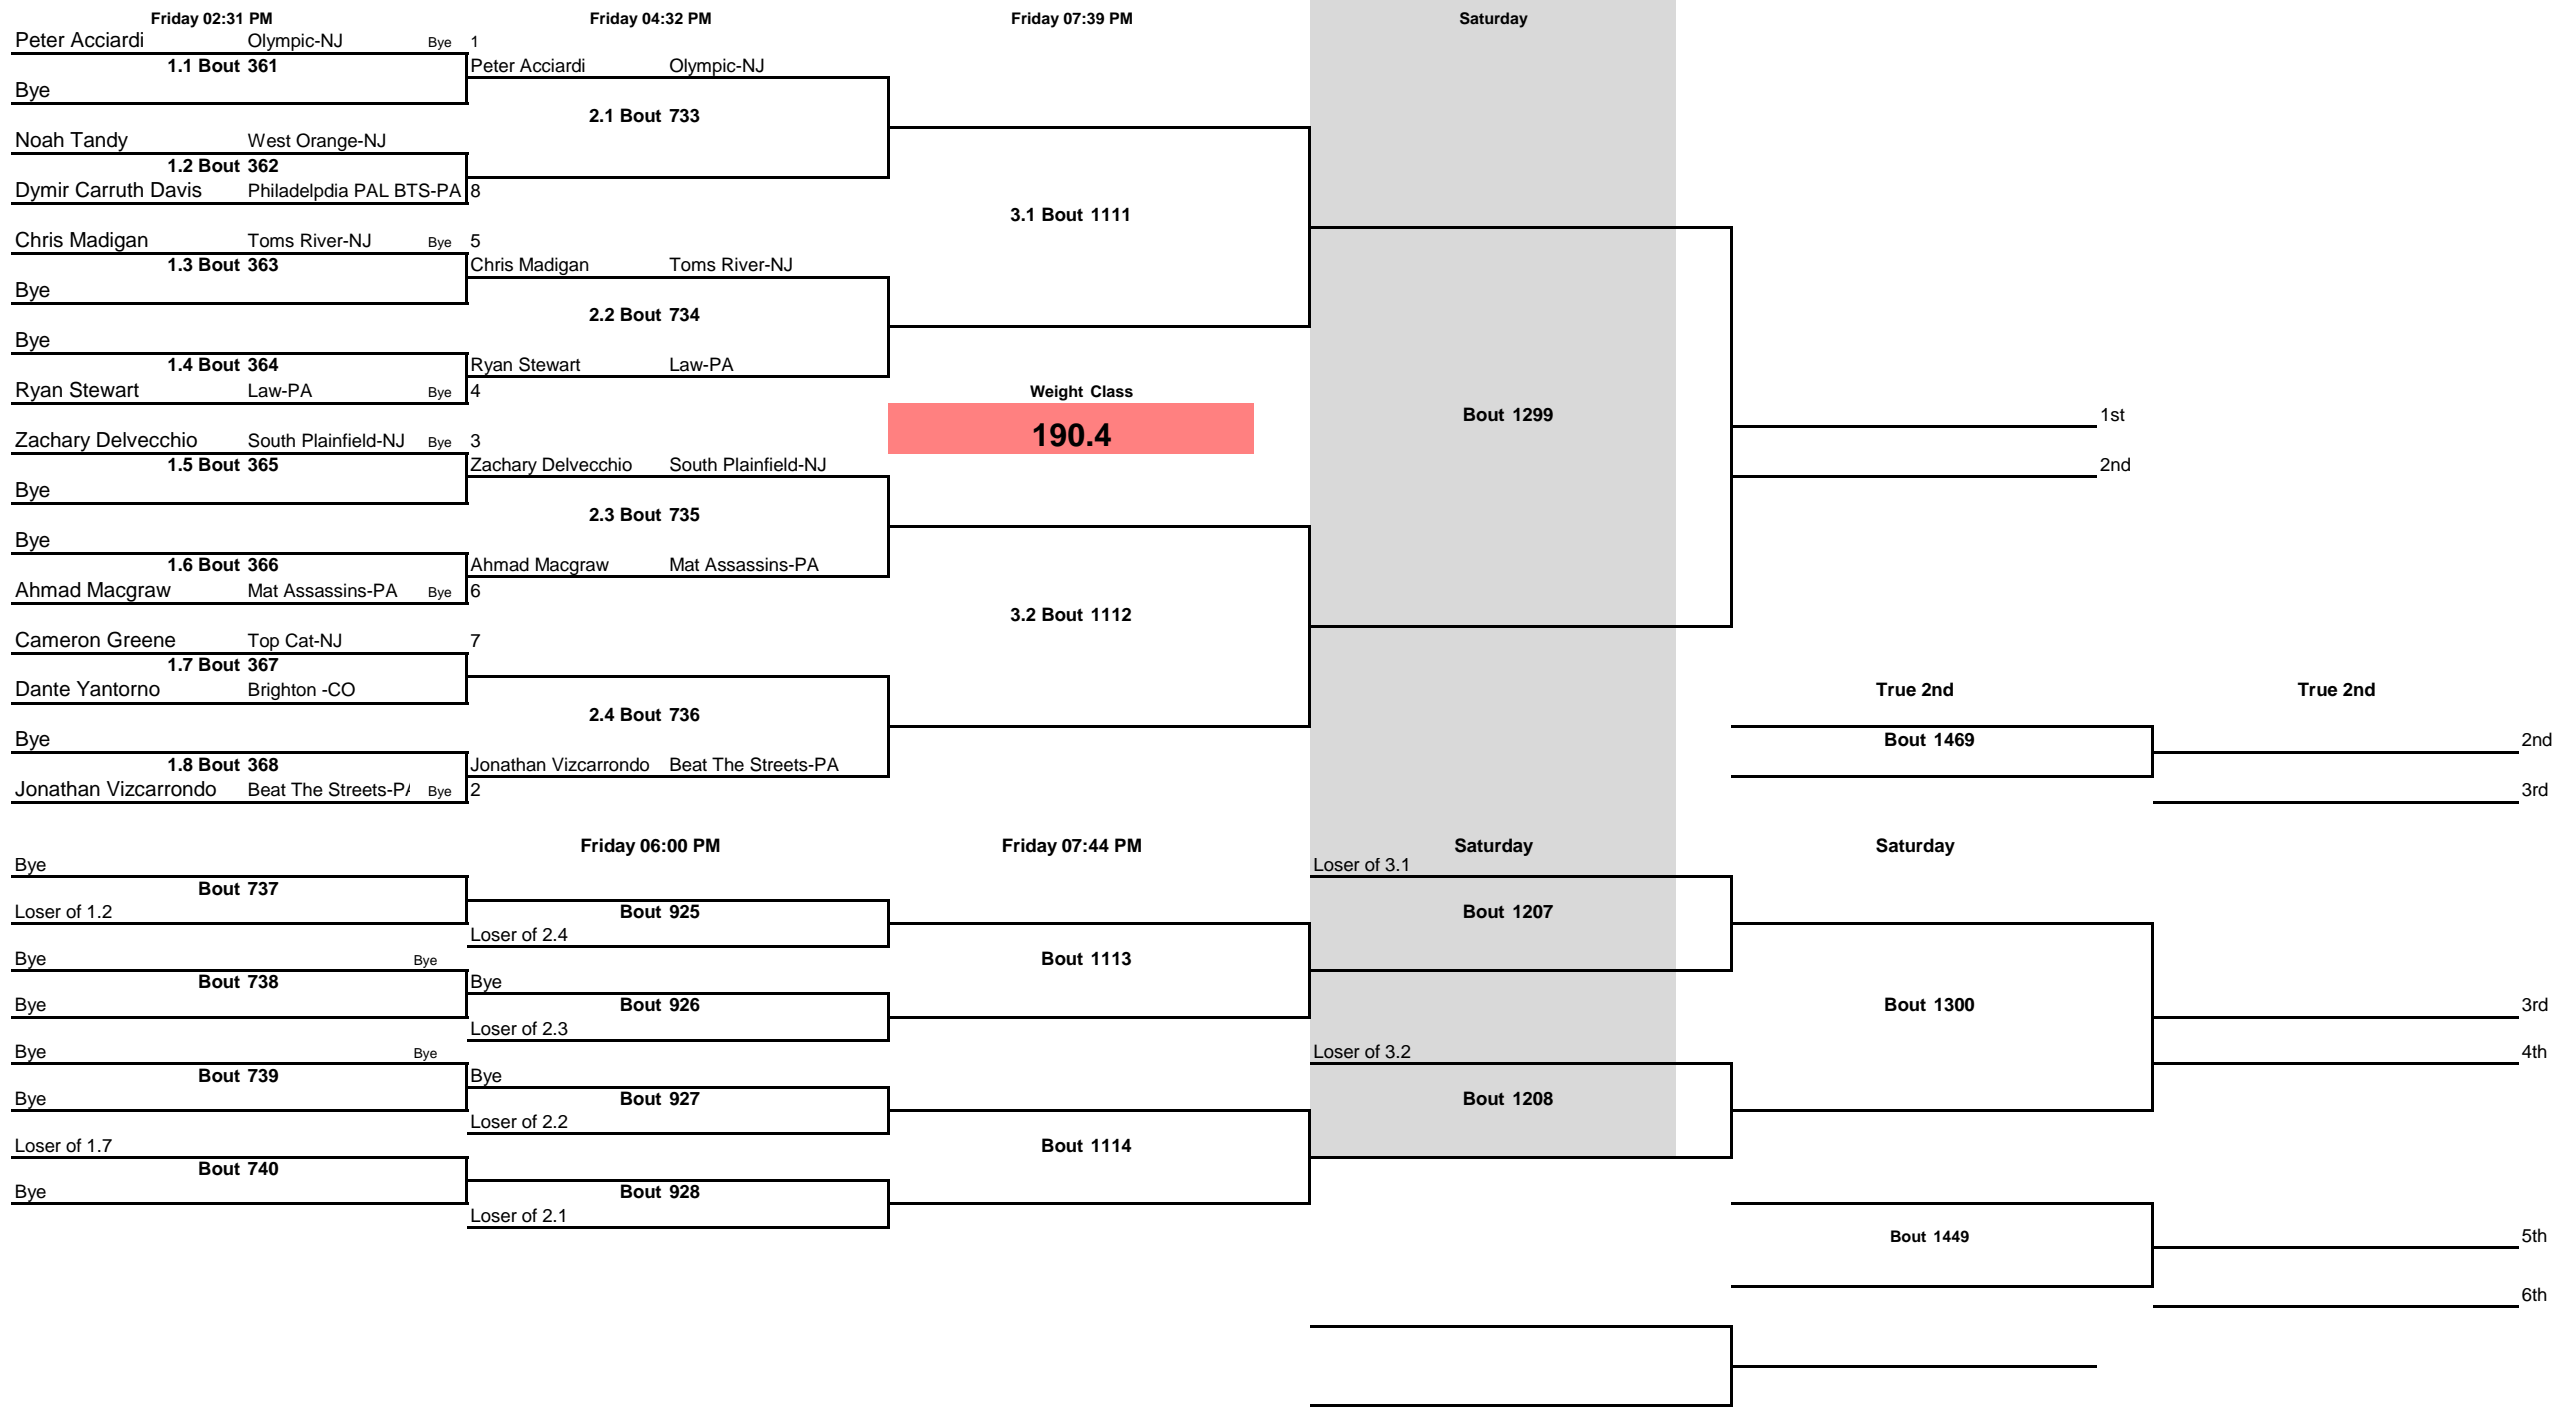 Friday 02:31 PM Friday 04:32 PM Friday 07:39 PM Saturday
Peter Acciardi Olympic-NJ Bye 1
1.1 Bout 361 Peter Acciardi Olympic-NJ
Bye
2.1 Bout 733
Noah Tandy West Orange-NJ
1.2 Bout 362
Dymir Carruth Davis Philadelpdia PAL BTS-PA 8
3.1 Bout 1111
Chris Madigan Toms River-NJ Bye 5
1.3 Bout 363 Chris Madigan Toms River-NJ
Bye
2.2 Bout 734
Bye
1.4 Bout 364 Ryan Stewart Law-PA
Ryan Stewart Law-PA Bye 4 Weight Class
Bout 1299 1st
190.4
Zachary Delvecchio South Plainfield-NJ Bye 3
1.5 Bout 365 Zachary Delvecchio South Plainfield-NJ 2nd
Bye
2.3 Bout 735
Bye
1.6 Bout 366 Ahmad Macgraw Mat Assassins-PA
Ahmad Macgraw Mat Assassins-PA Bye 6
3.2 Bout 1112
Cameron Greene Top Cat-NJ 7
1.7 Bout 367
Dante Yantorno Brighton -CO True 2nd True 2nd
2.4 Bout 736
Bye Bout 1469 2nd
1.8 Bout 368 Jonathan Vizcarrondo Beat The Streets-PA
Jonathan Vizcarrondo Beat The Streets-P Bye 2 3rd
Friday 06:00 PM Friday 07:44 PM Saturday Saturday
Bye Loser of 3.1
Bout 737
Loser of 1.2 Bout 925 Bout 1207
Loser of 2.4
Bye Bye Bout 1113
Bout 738 Bye
Bye Bout 926 Bout 1300 3rd
Loser of 2.3
Bye Bye Loser of 3.2 4th
Bout 739 Bye
Bye Bout 927 Bout 1208
Loser of 2.2
Loser of 1.7 Bout 1114
Bout 740
Bye Bout 928
Loser of 2.1
Bout 1449 5th
6th